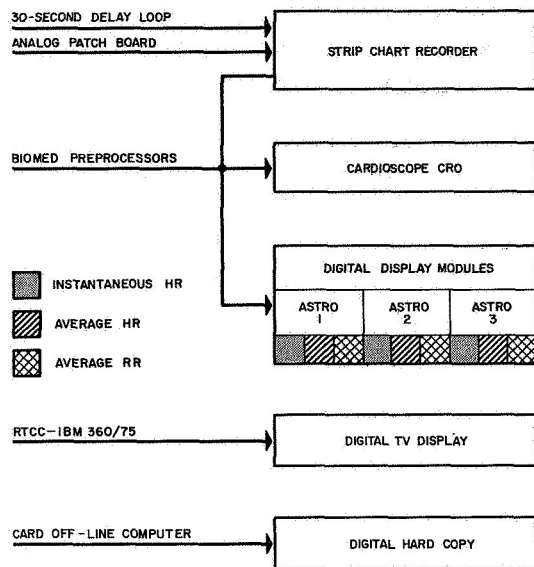 30-SECOND DELAY LOOP
ANALOG PATCH BOARD
STRIP CHART RECORDER
BIOMED PREPROCESSORS
CARDIOSCOPE CRO
DIGITAL DISPLAY MODULES
ASTRO 1
ASTRO 2
ASTRO 3
INSTANTANEOUS HR
AVERAGE HR
AVERAGE RR
RTCC-IBM 360/75
DIGITAL TV DISPLAY
CARD OFF-LINE COMPUTER
DIGITAL HARD COPY